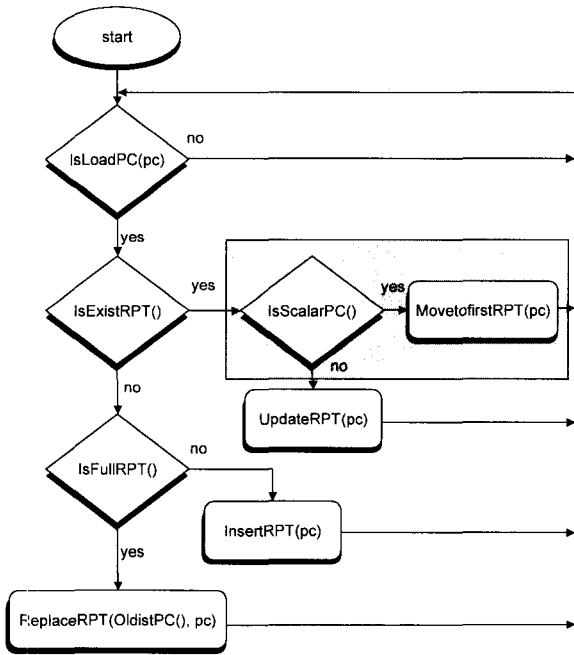 start
no
IsLoadPC(pc)
yes
IsExistRPT()
yes
IsScalarPC()
yes
MovetofirstRPT(pc)
no
no
UpdateRPT(pc)
IsFullRPT()
no
InsertRPT(pc)
yes
ReplaceRPT(OldistPC(), pc)